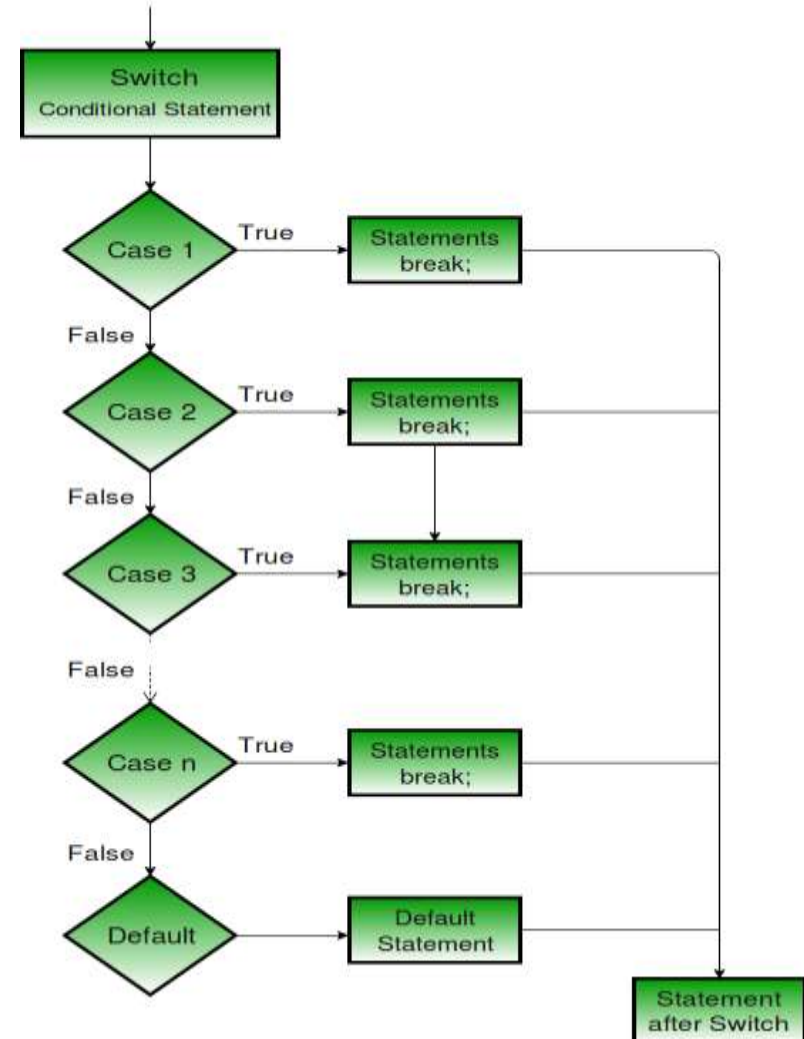 Switch
Conditional Statement
Case 1
True
Statements
break;
False
Case 2
True
Statements
break;
False
Case 3
True
Statements
break;
False
Case n
True
Statements
break;
False
Default
Default
Statement
Statement
after Switch